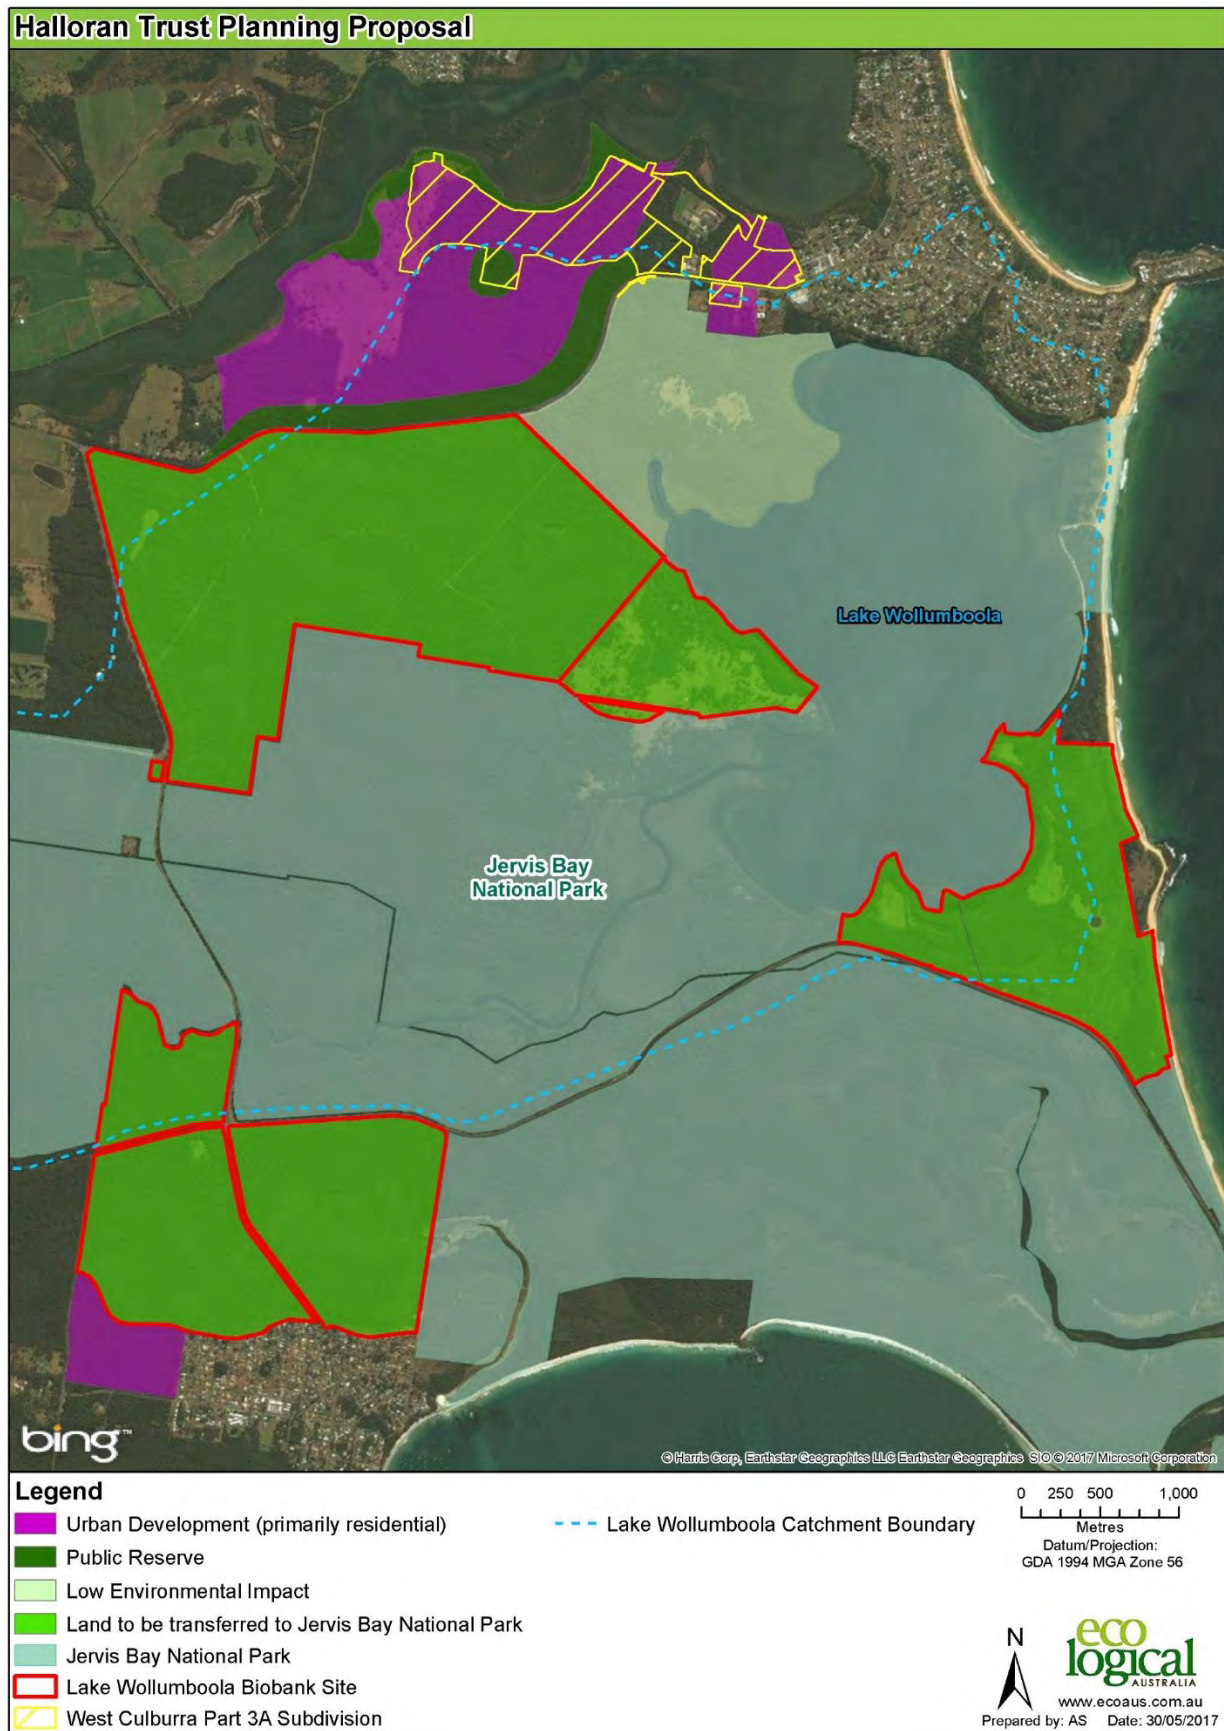 Halloran Trust Planning Proposal
Lake Wollumboola
Jervis Bay
National Park
bing™
© Harris Corp, Earthstar Geographics LLC Earthstar Geographics SIO © 2017 Microsoft Corporation
Legend
Urban Development (primarily residential)
Public Reserve
Low Environmental Impact
Land to be transferred to Jervis Bay National Park
Jervis Bay National Park
Lake Wollumboola Biobank Site
West Culburra Part 3A Subdivision
Lake Wollumboola Catchment Boundary
0 250 500 1,000
Metres
Datum/Projection:
GDA 1994 MGA Zone 56
N
eco
logical
AUSTRALIA
www.ecoaus.com.au
Prepared by: AS Date: 30/05/2017